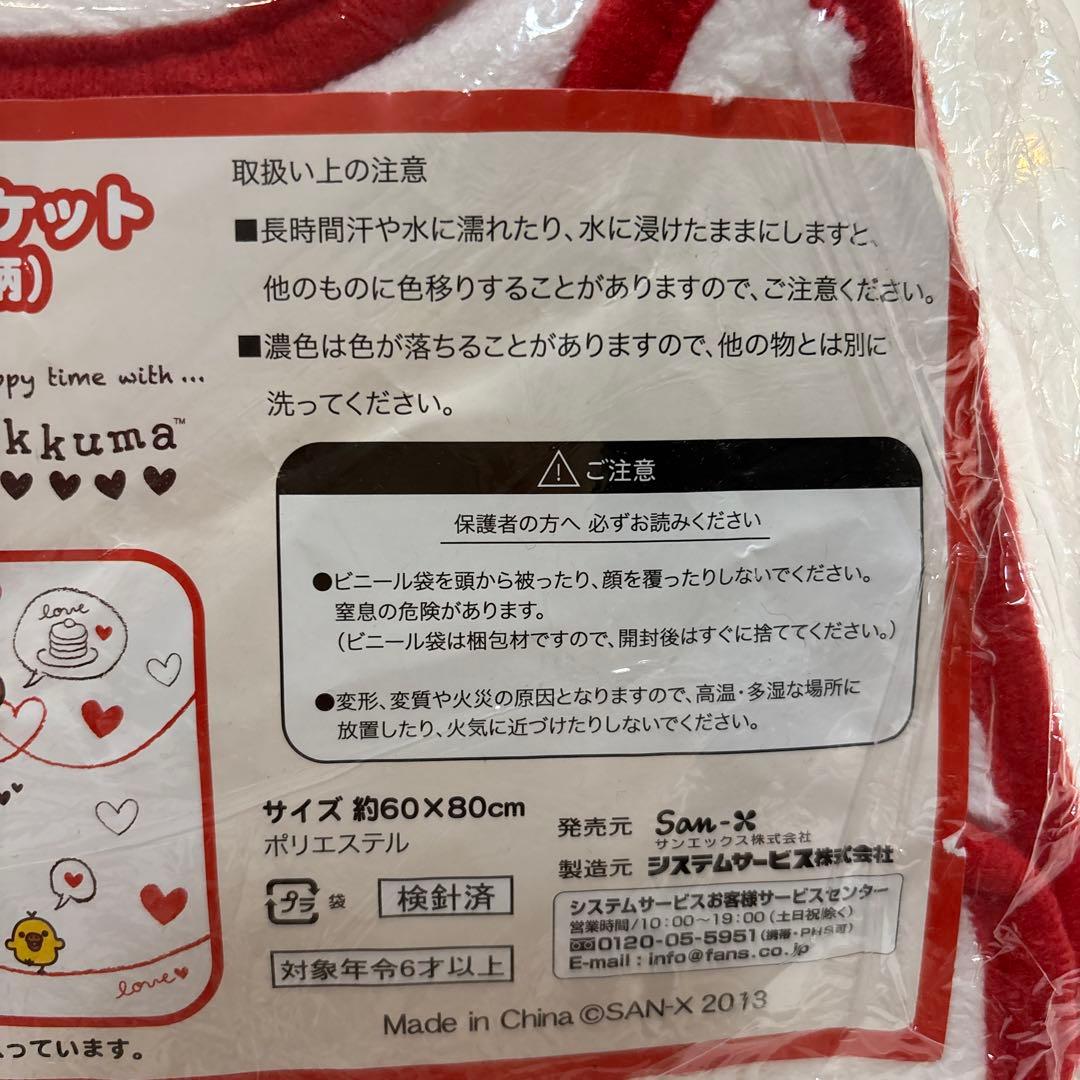 ケット
柄)
ppy time with...
kkuma™
love
love
っています。
取扱い上の注意
■長時間汗や水に濡れたり、水に浸けたままにしますと、
他のものに色移りすることがありますので、ご注意ください。
■濃色は色が落ちることがありますので、他の物とは別に
洗ってください。
ご注意
保護者の方へ 必ずお読みください
●ビニール袋を頭から被ったり、顔を覆ったりしないでください。
窒息の危険があります。
(ビニール袋は梱包材ですので、開封後はすぐに捨ててください。)
●変形、変質や火災の原因となりますので、高温・多湿な場所に
放置したり、火気に近づけたりしないでください。
サイズ 約60×80cm
ポリエステル
プラ 袋 検針済
対象年令6才以上
発売元 San-X
サンエックス株式会社
製造元 システムサービス株式会社
システムサービスお客様サービスセンター
営業時間/10:00~19:00(土日祝除く)
0120-05-5951(携帯・PHS可)
E-mail:info@fans.co.jp
Made in China ©SAN-X 2013